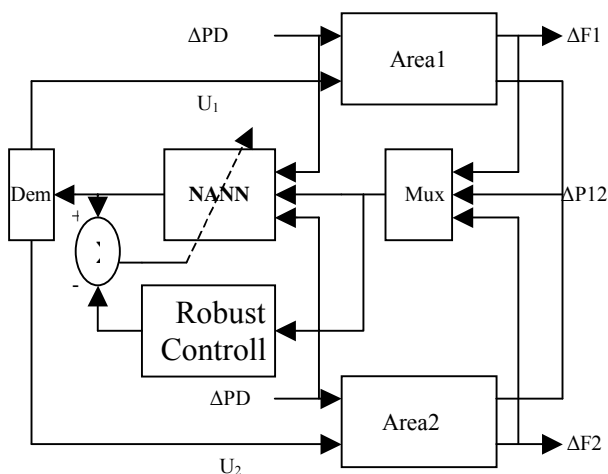 ΔPD
Area1
ΔF1
U₁
Dem
NANN
Mux
ΔP12
+
-
Robust
Controll
ΔPD
Area2
ΔF2
U₂